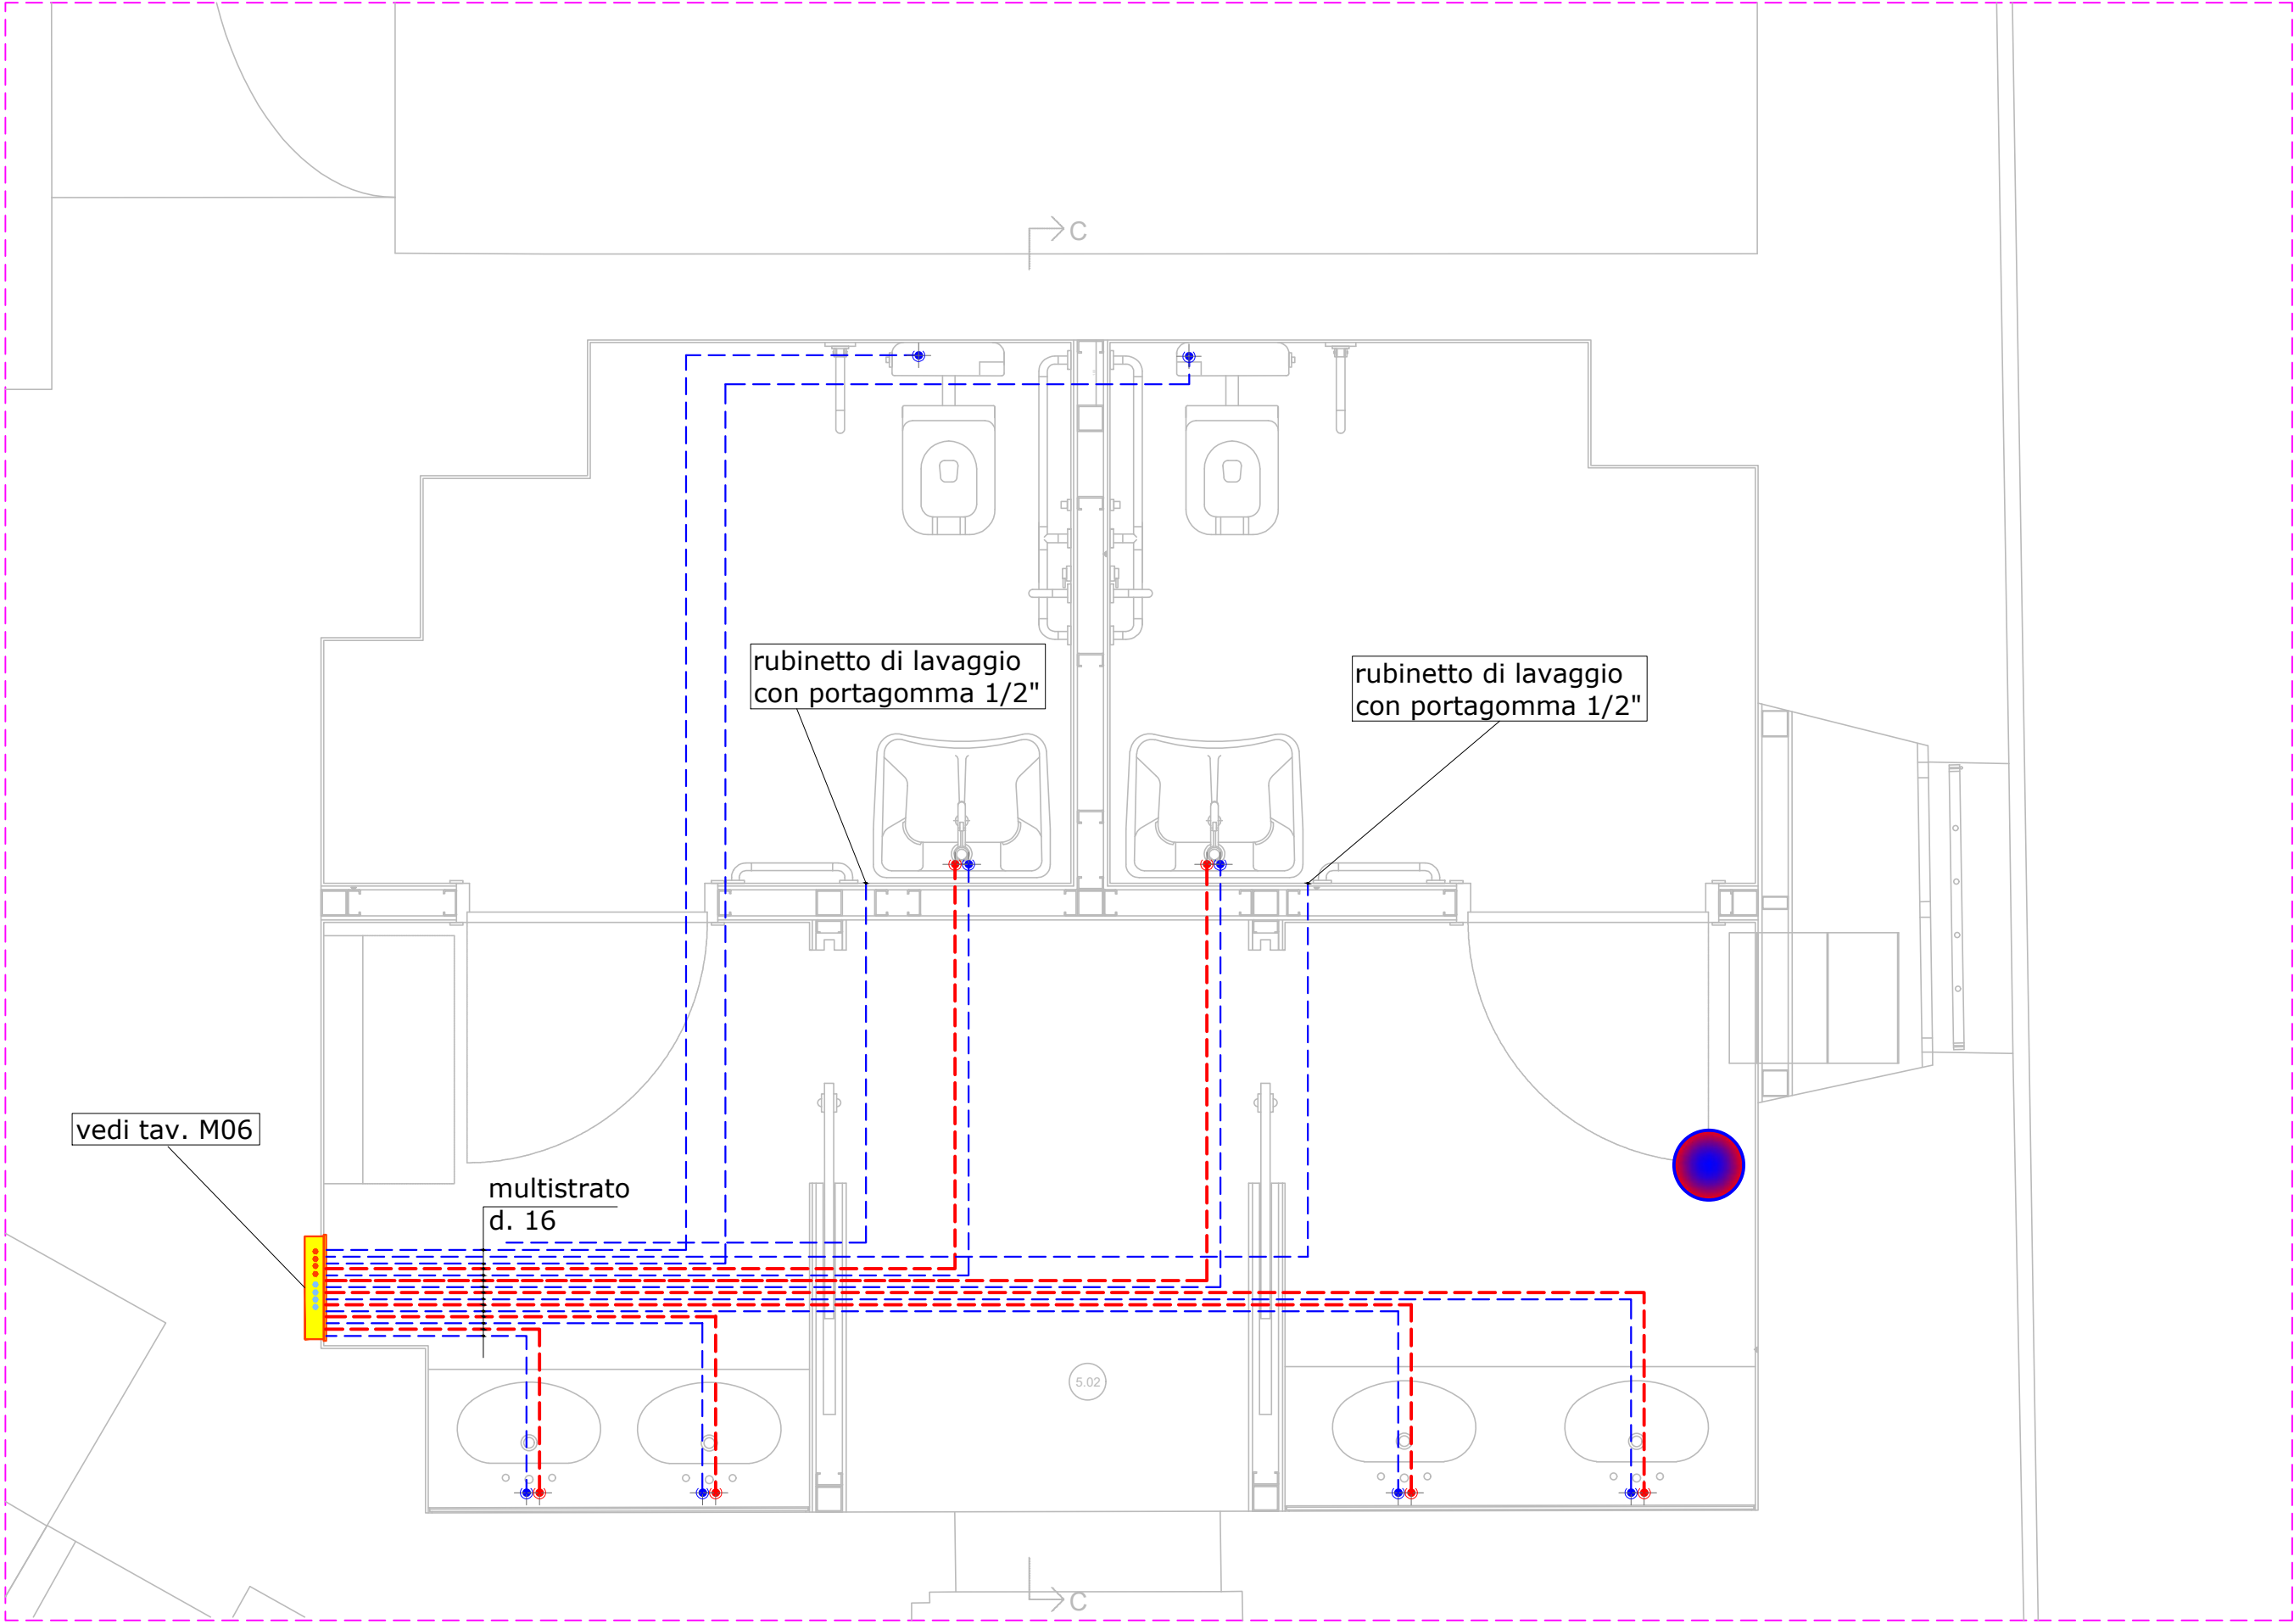 C
rubinetto di lavaggio
con portagomma 1/2"
rubinetto di lavaggio
con portagomma 1/2"
vedi tav. M06
multistrato
d. 16
5.02
C